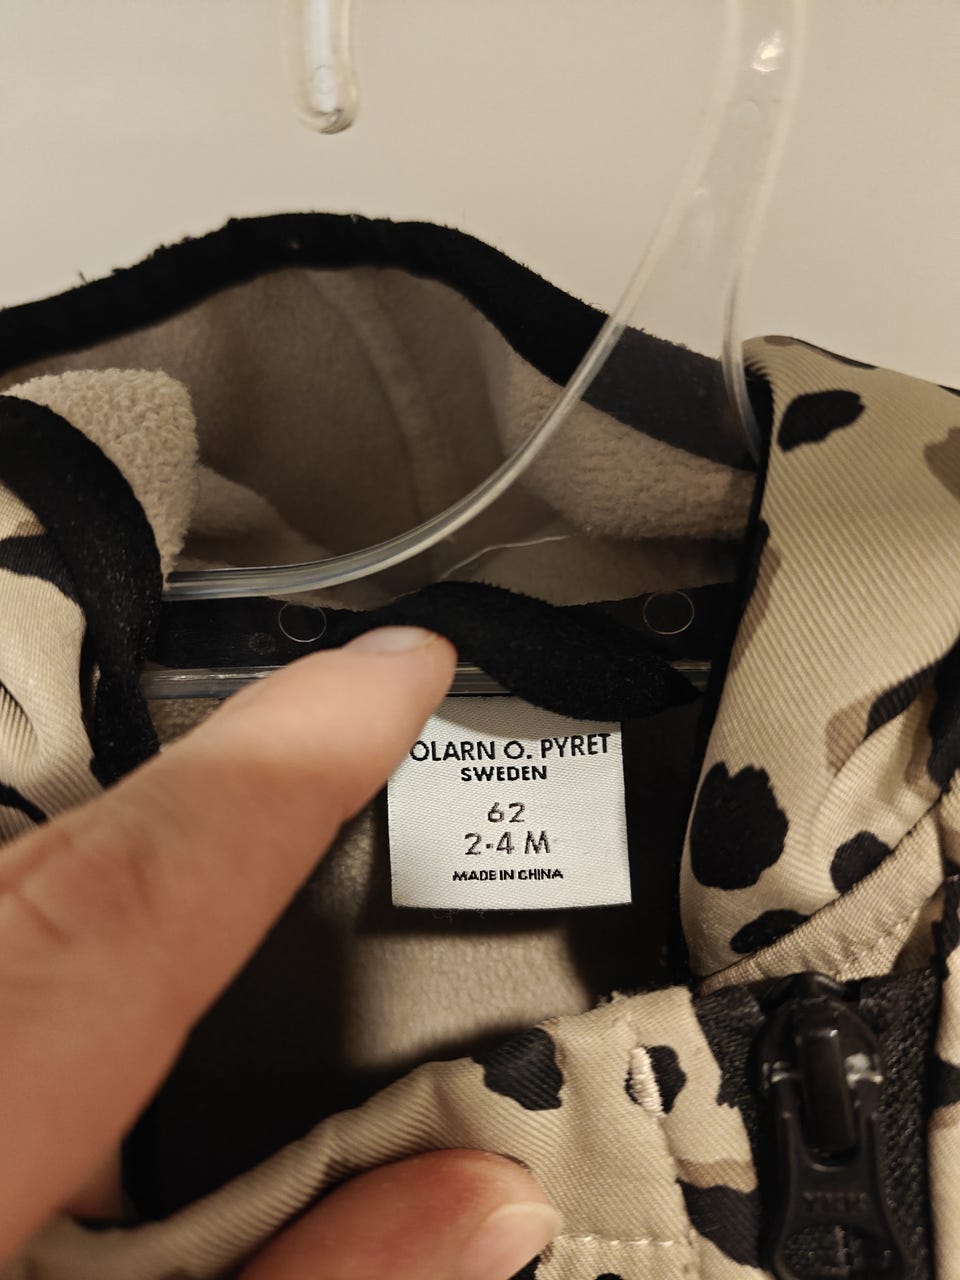 OLARN O. PYRET
SWEDEN
62
2-4 M
MADE IN CHINA